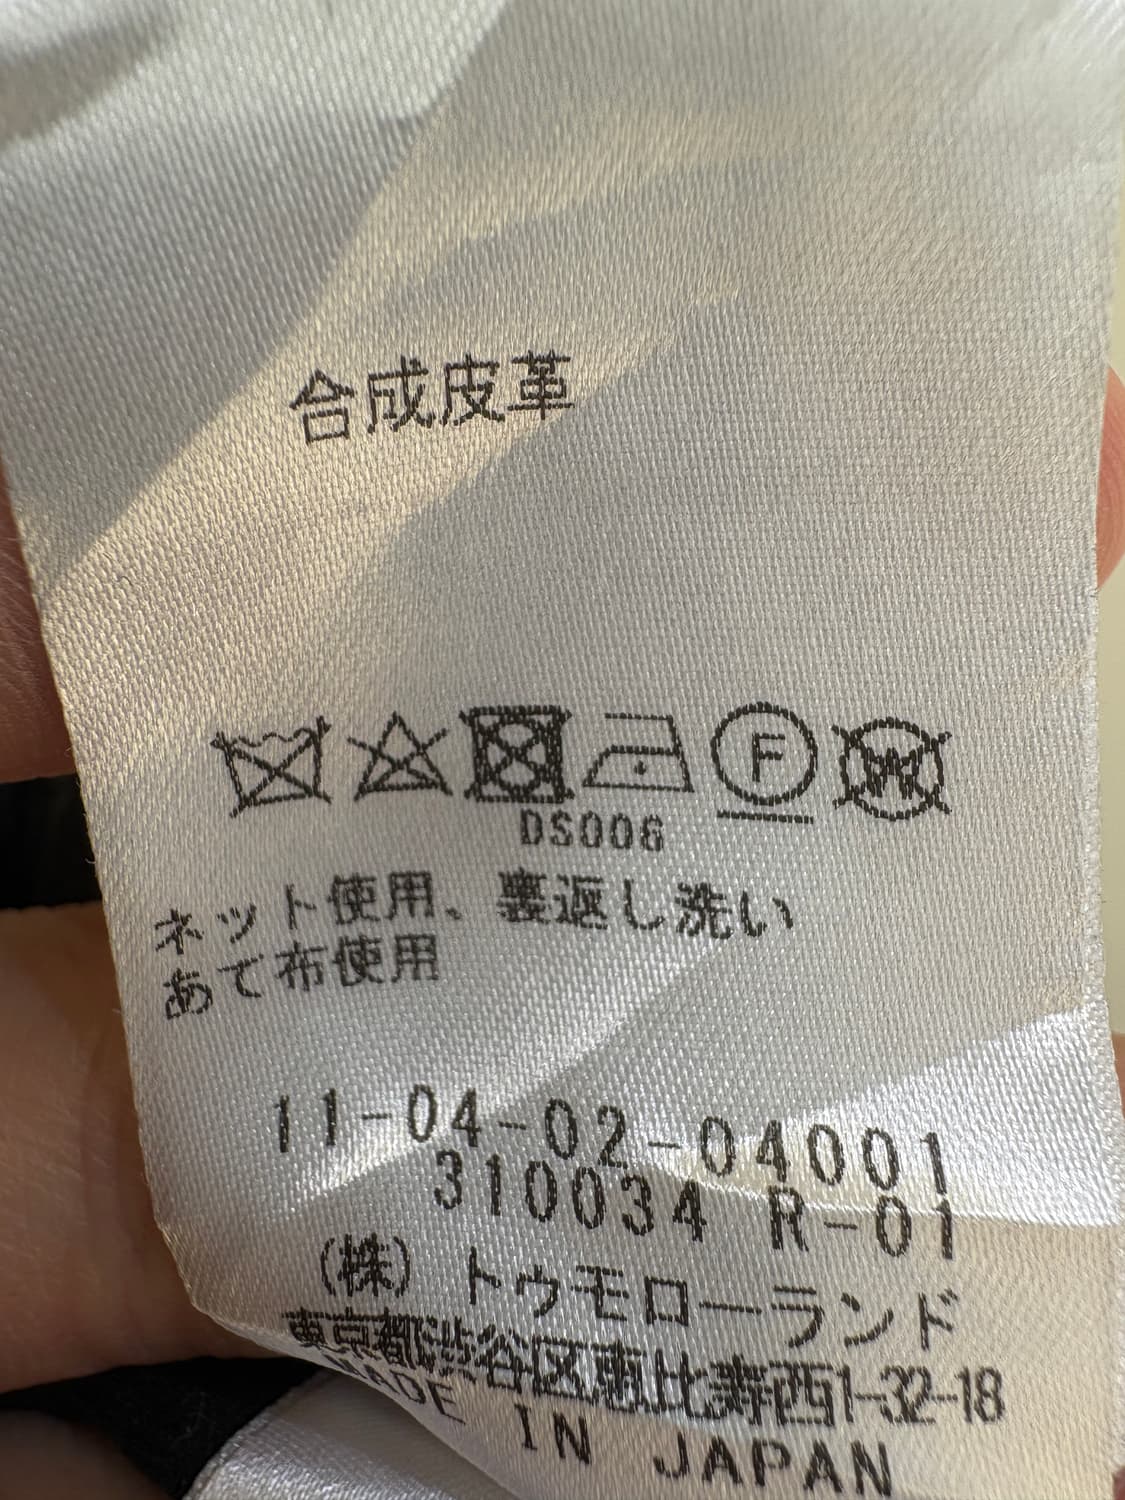 合成皮革
F W
DS006
ネット使用、裏返し洗い
あて布使用
11-04-02-04001
310034 R-01
(株) トゥモローランド
東京都渋谷区恵比寿西1-32-18
MADE IN JAPAN